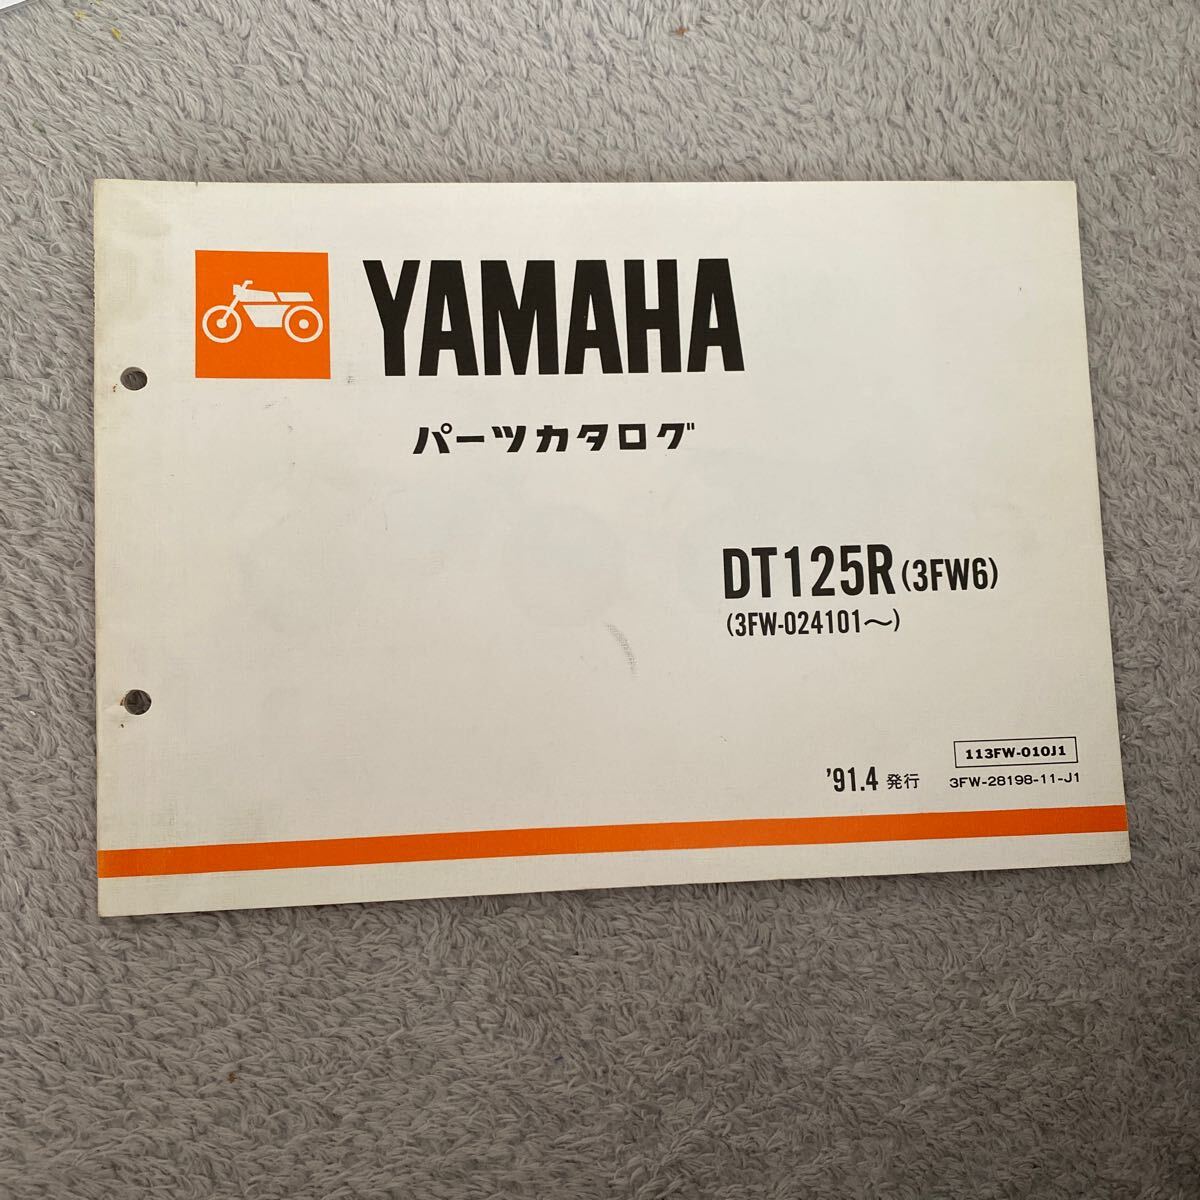 YAMAHA
パーツカタログ
DT125R (3FW6)
(3FW-024101～)
113FW-010J1
'91.4 発行
3FW-28198-11-J1